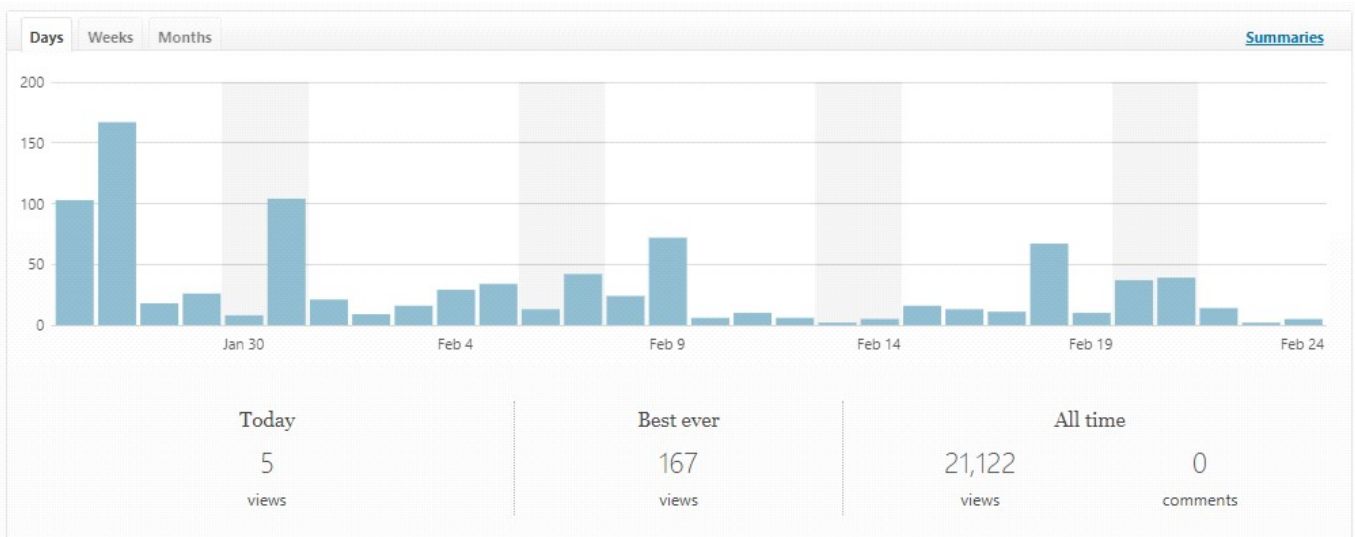 Days Weeks Months Summaries
200
150
100
50
0
Jan 30 Feb 4 Feb 9 Feb 14 Feb 19 Feb 24
Today Best ever All time
5 167 21,122 0
views views views comments